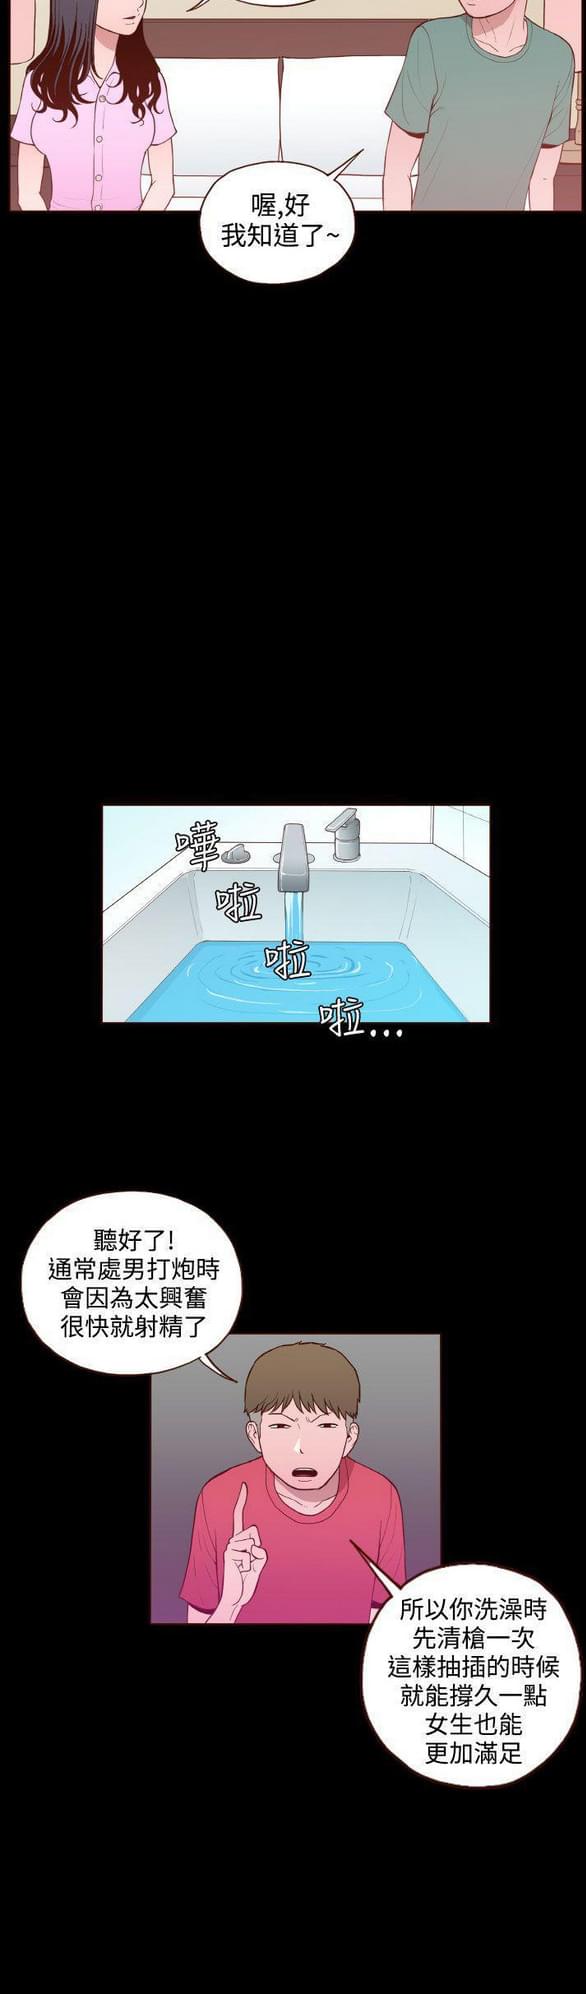 喔,好
我知道了~
嘩
啦
啦
啦...
聽好了!
通常處男打炮時
會因為太興奮
很快就射精了
所以你洗澡時
先清槍一次
這樣抽插的時候
就能撐久一點
女生也能
更加滿足